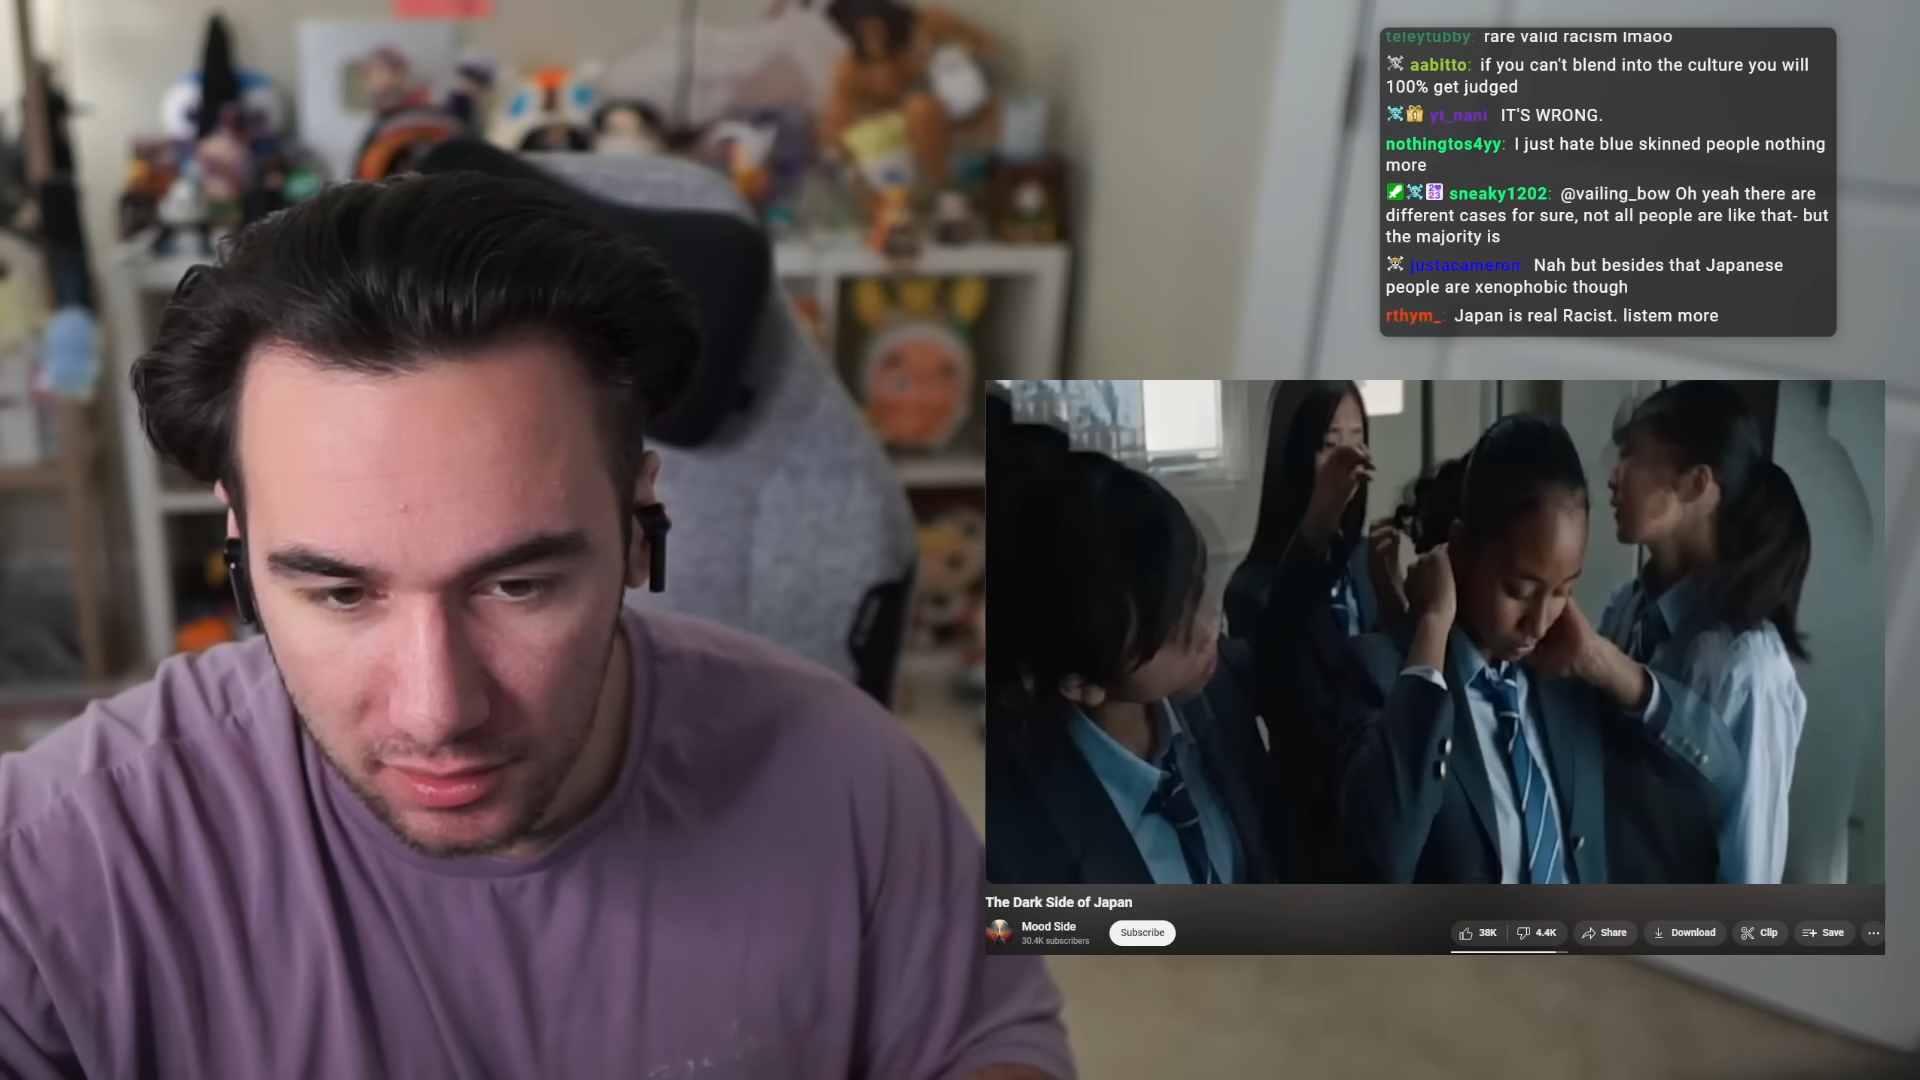 teleytubby: rare valid racism lmaoo
aabitto: if you can't blend into the culture you will
100% get judged
yt_nani IT'S WRONG.
nothingtos4yy: I just hate blue skinned people nothing
more
sneaky1202: @vailing_bow Oh yeah there are
different cases for sure, not all people are like that- but
the majority is
justacameron Nah but besides that Japanese
people are xenophobic though
rthym_: Japan is real Racist. listem more
The Dark Side of Japan
Mood Side
30.4K subscribers
Subscribe
38K
4.4K
Share
Download
Clip
Save